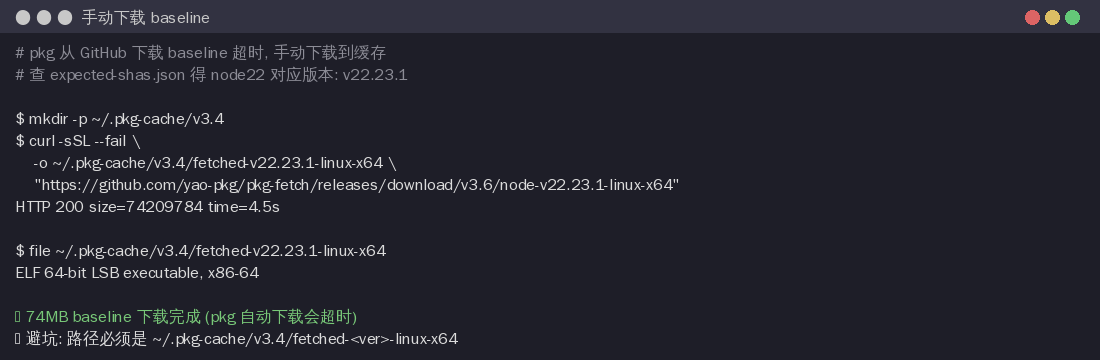 手动下载 baseline
# pkg 从 GitHub 下载 baseline 超时, 手动下载到缓存
# 查 expected-shas.json 得 node22 对应版本: v22.23.1
$ mkdir -p ~/.pkg-cache/v3.4
$ curl -sSL --fail \
-o ~/.pkg-cache/v3.4/fetched-v22.23.1-linux-x64 \
"https://github.com/yao-pkg/pkg-fetch/releases/download/v3.6/node-v22.23.1-linux-x64"
HTTP 200 size=74209784 time=4.5s
$ file ~/.pkg-cache/v3.4/fetched-v22.23.1-linux-x64
ELF 64-bit LSB executable, x86-64
74MB baseline 下载完成 (pkg 自动下载会超时)
避坑: 路径必须是 ~/.pkg-cache/v3.4/fetched-<ver>-linux-x64